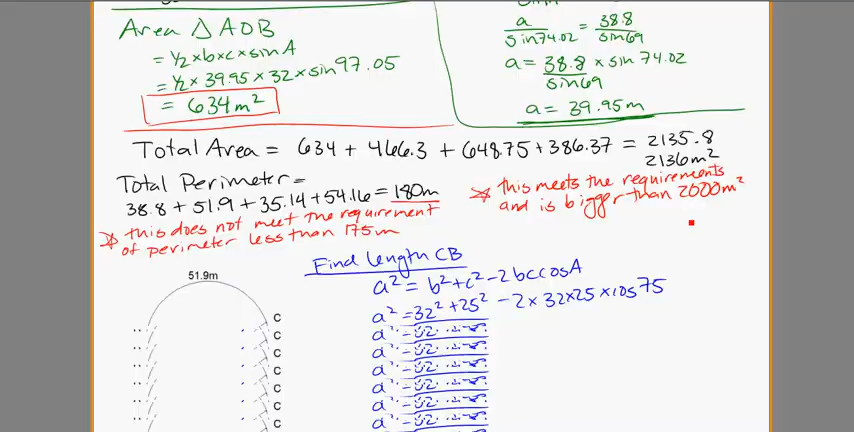 Area △ AOB
= ½ × b × c × sin A
= ½ × 39.95 × 32 × sin 97.05
= 634 m²
a / sin 74.02 = 38.8 / sin 69
a = 38.8 / sin 69 × sin 74.02
a = 39.95 m
Total Area = 634 + 466.3 + 648.75 + 386.37 = 2135.8
2136 m²
Total Perimeter =
38.8 + 51.9 + 35.14 + 54.16 = 180m
* this does not meet the requirement
of perimeter less than 175m
* this meets the requirements
and is bigger than 2000m²
Find length CB
a² = b² + c² - 2bc cos A
a² = 32² + 25² - 2 × 32 × 25 × cos 75
51.9m
C
C
C
C
C
C
C